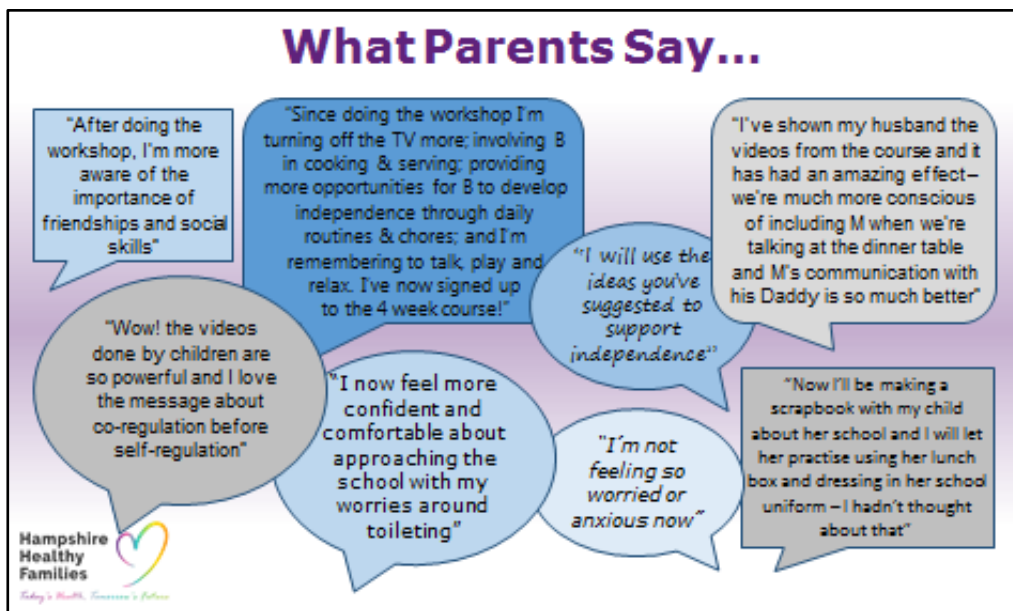 What Parents Say...
"After doing the
workshop, I'm more
aware of the
importance of
friendships and social
skills"
"Since doing the workshop I'm
turning off the TV more; involving B
in cooking & serving; providing
more opportunities for B to develop
independence through daily
routines & chores; and I'm
remembering to talk, play and
relax. I've now signed up
to the 4 week course!"
"I will use the
ideas you've
suggested to
support
independence"
"I've shown my husband the
videos from the course and it
has had an amazing effect–
we're much more conscious
of including M when we're
talking at the dinner table
and M's communication with
his Daddy is so much better"
"Wow! the videos
done by children are
so powerful and I love
the message about
co-regulation before
self-regulation"
"I now feel more
confident and
comfortable about
approaching the
school with my
worries around
toileting"
"I'm not
feeling so
worried or
anxious now"
"Now I'll be making a
scrapbook with my child
about her school and I will let
her practise using her lunch
box and dressing in her school
uniform – I hadn't thought
about that"
Hampshire
Healthy
Families
Today's Health, Tomorrow's Future